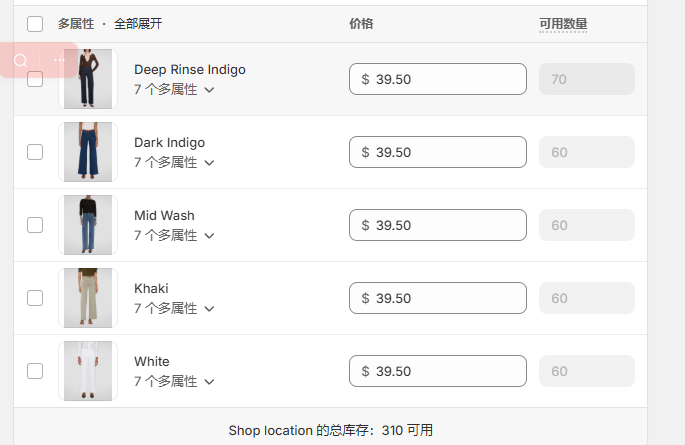 多属性 · 全部展开 价格 可用数量
Deep Rinse Indigo
7 个多属性
$ 39.50 70
Dark Indigo
7 个多属性
$ 39.50 60
Mid Wash
7 个多属性
$ 39.50 60
Khaki
7 个多属性
$ 39.50 60
White
7 个多属性
$ 39.50 60
Shop location 的总库存：310 可用